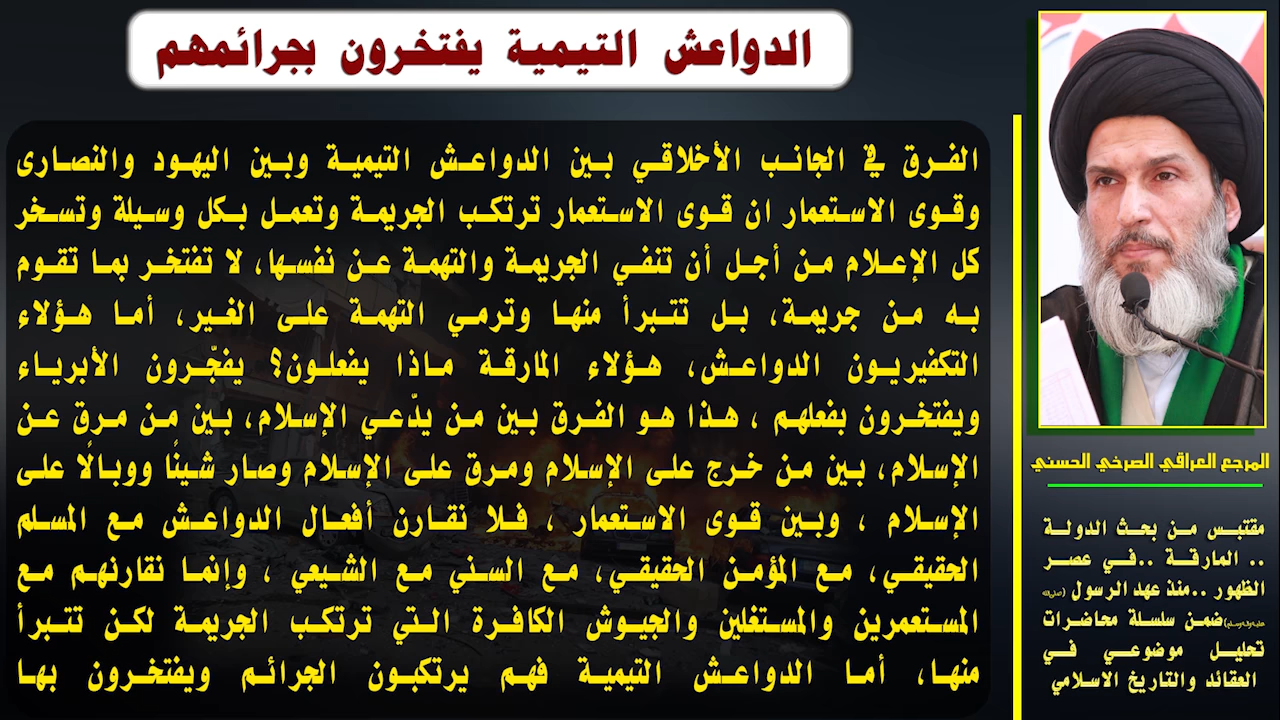 الدواعش التيمية يفتخرون بجرائمهم
الفرق في الجانب الأخلاقي بين الدواعش التيمية وبين اليهود والنصارى
وقوى الاستعمار ان قوى الاستعمار ترتكب الجريمة وتعمل بكل وسيلة وتسخر
كل الإعلام من أجل أن تنفي الجريمة والتهمة عن نفسها، لا تفتخر بما تقوم
به من جريمة، بل تتبرأ منها وترمي التهمة على الغير، أما هؤلاء
التكفيريون الدواعش، هؤلاء المارقة ماذا يفعلون؟ يفجّرون الأبرياء
ويفتخرون بفعلهم ، هذا هو الفرق بين من يدّعي الإسلام، بين من مرق عن
الإسلام، بين من خرج على الإسلام ومرق على الإسلام وصار شينًا ووبالًا على
الإسلام ، وبين قوى الاستعمار ، فلا نقارن أفعال الدواعش مع المسلم
الحقيقي، مع المؤمن الحقيقي، مع السني مع الشيعي ، وإنما نقارنهم مع
المستعمرين والمستغلين والجيوش الكافرة التي ترتكب الجريمة لكن تتبرأ
منها، أما الدواعش التيمية فهم يرتكبون الجرائم ويفتخرون بها
المرجع العراقي الصرخي الحسني
مقتبس من بحث الدولة
.. المارقة ..في عصر
الظهور ..منذ عهد الرسول (صلى الله
عليه وآله وسلم)ضمن سلسلة محاضرات
تحليل موضوعي في
العقائد والتاريخ الاسلامي